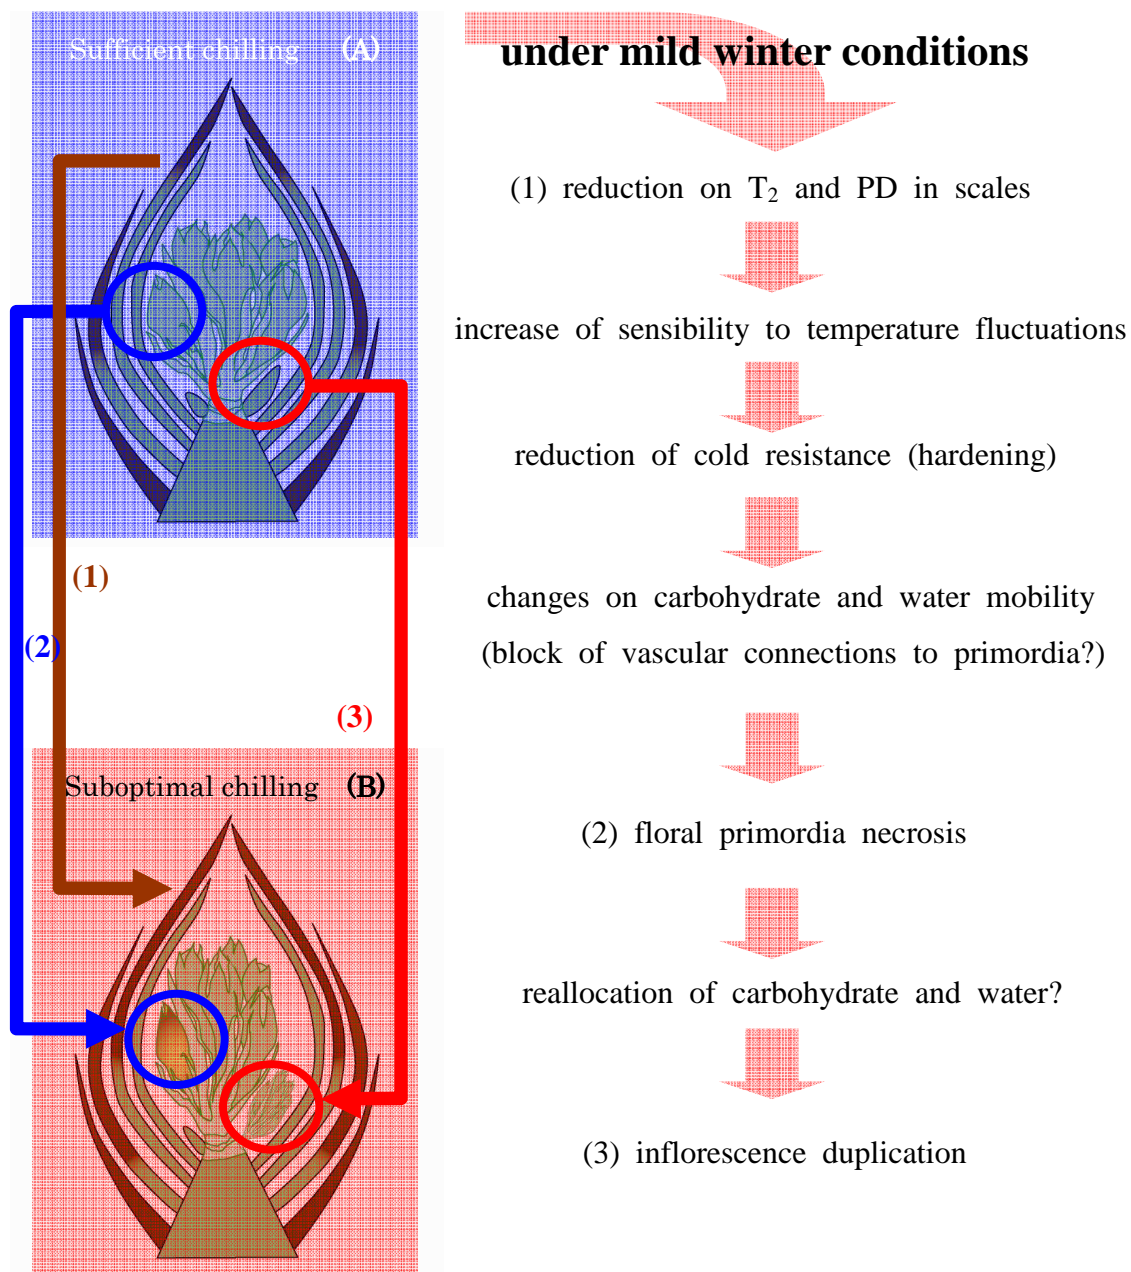 Sufficient chilling (A)
under mild winter conditions
(1) reduction on T₂ and PD in scales
increase of sensibility to temperature fluctuations
reduction of cold resistance (hardening)
changes on carbohydrate and water mobility
(block of vascular connections to primordia?)
(2) floral primordia necrosis
reallocation of carbohydrate and water?
(3) inflorescence duplication
(1)
(2)
(3)
Suboptimal chilling (B)